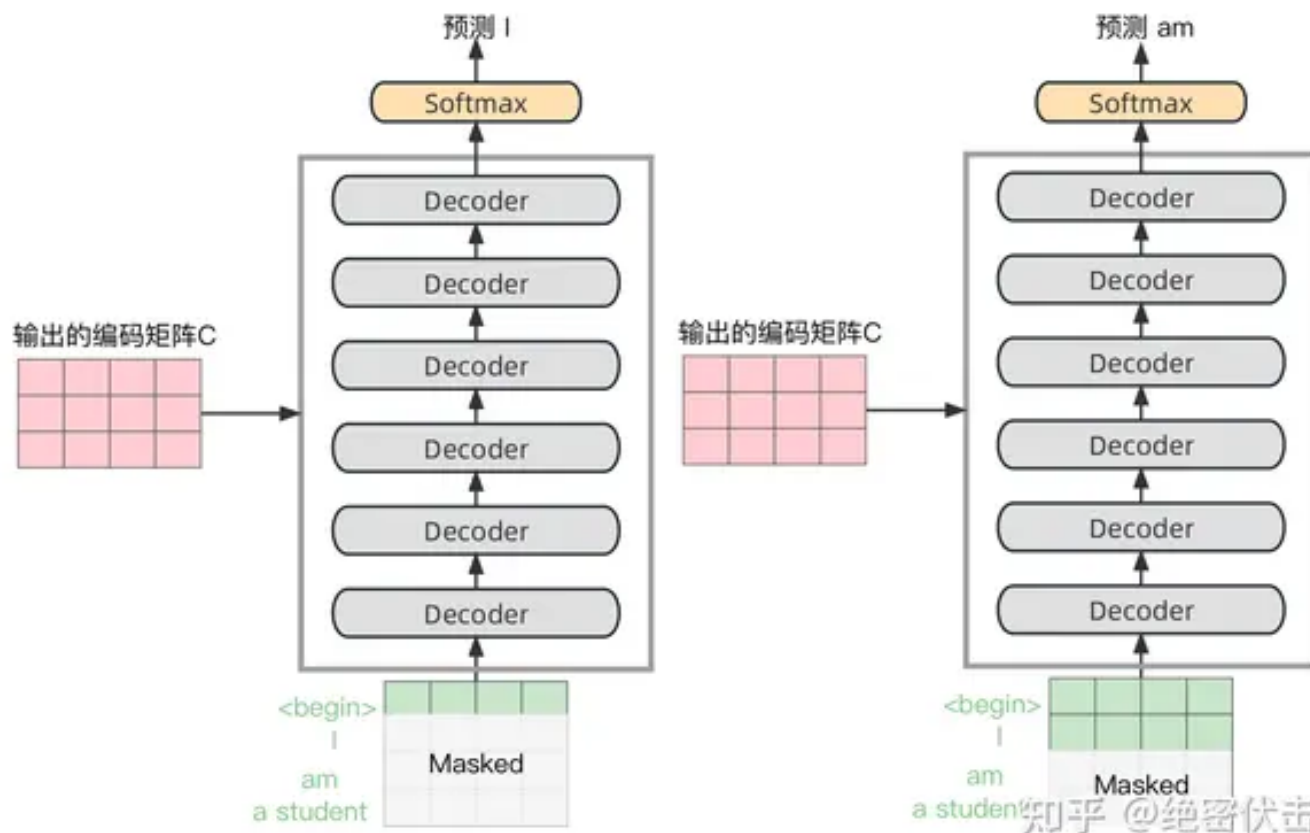 预测 I
Softmax
Decoder
Decoder
Decoder
Decoder
Decoder
Decoder
输出的编码矩阵C
<begin>
I
am
a student
Masked
预测 am
Softmax
Decoder
Decoder
Decoder
Decoder
Decoder
Decoder
输出的编码矩阵C
<begin>
I
am
a student
Masked
知乎 @绝密伏击